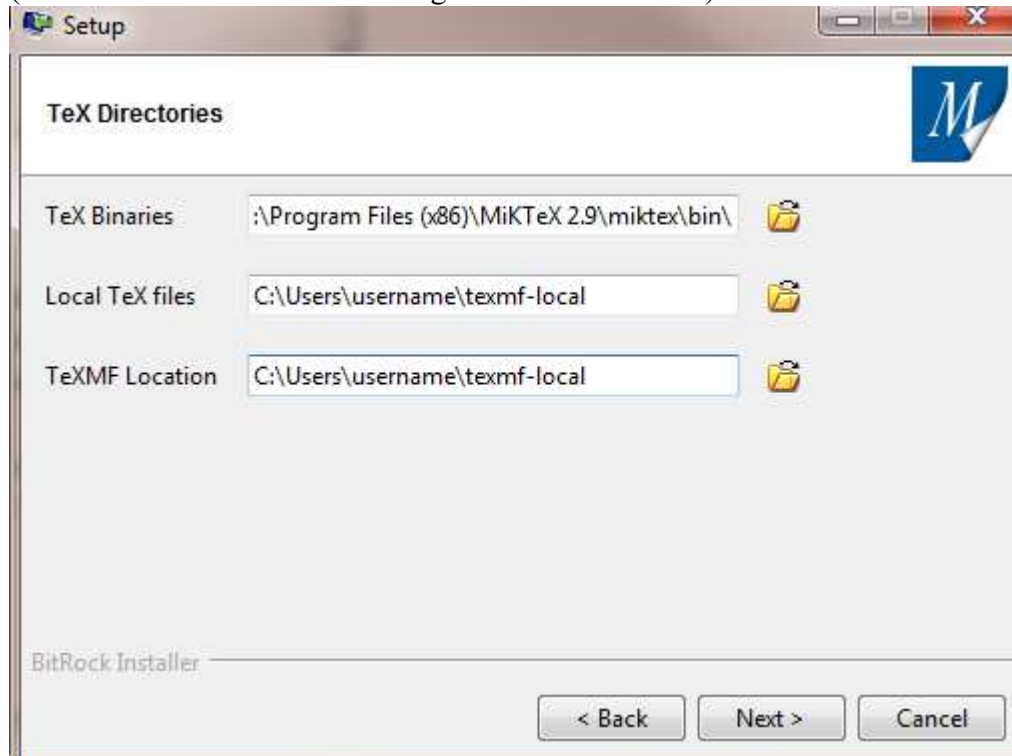 Setup
TeX Directories
M
TeX Binaries :\Program Files (x86)\MiKTeX 2.9\miktex\bin\
Local TeX files C:\Users\username\texmf-local
TeXMF Location C:\Users\username\texmf-local
BitRock Installer
< Back Next > Cancel